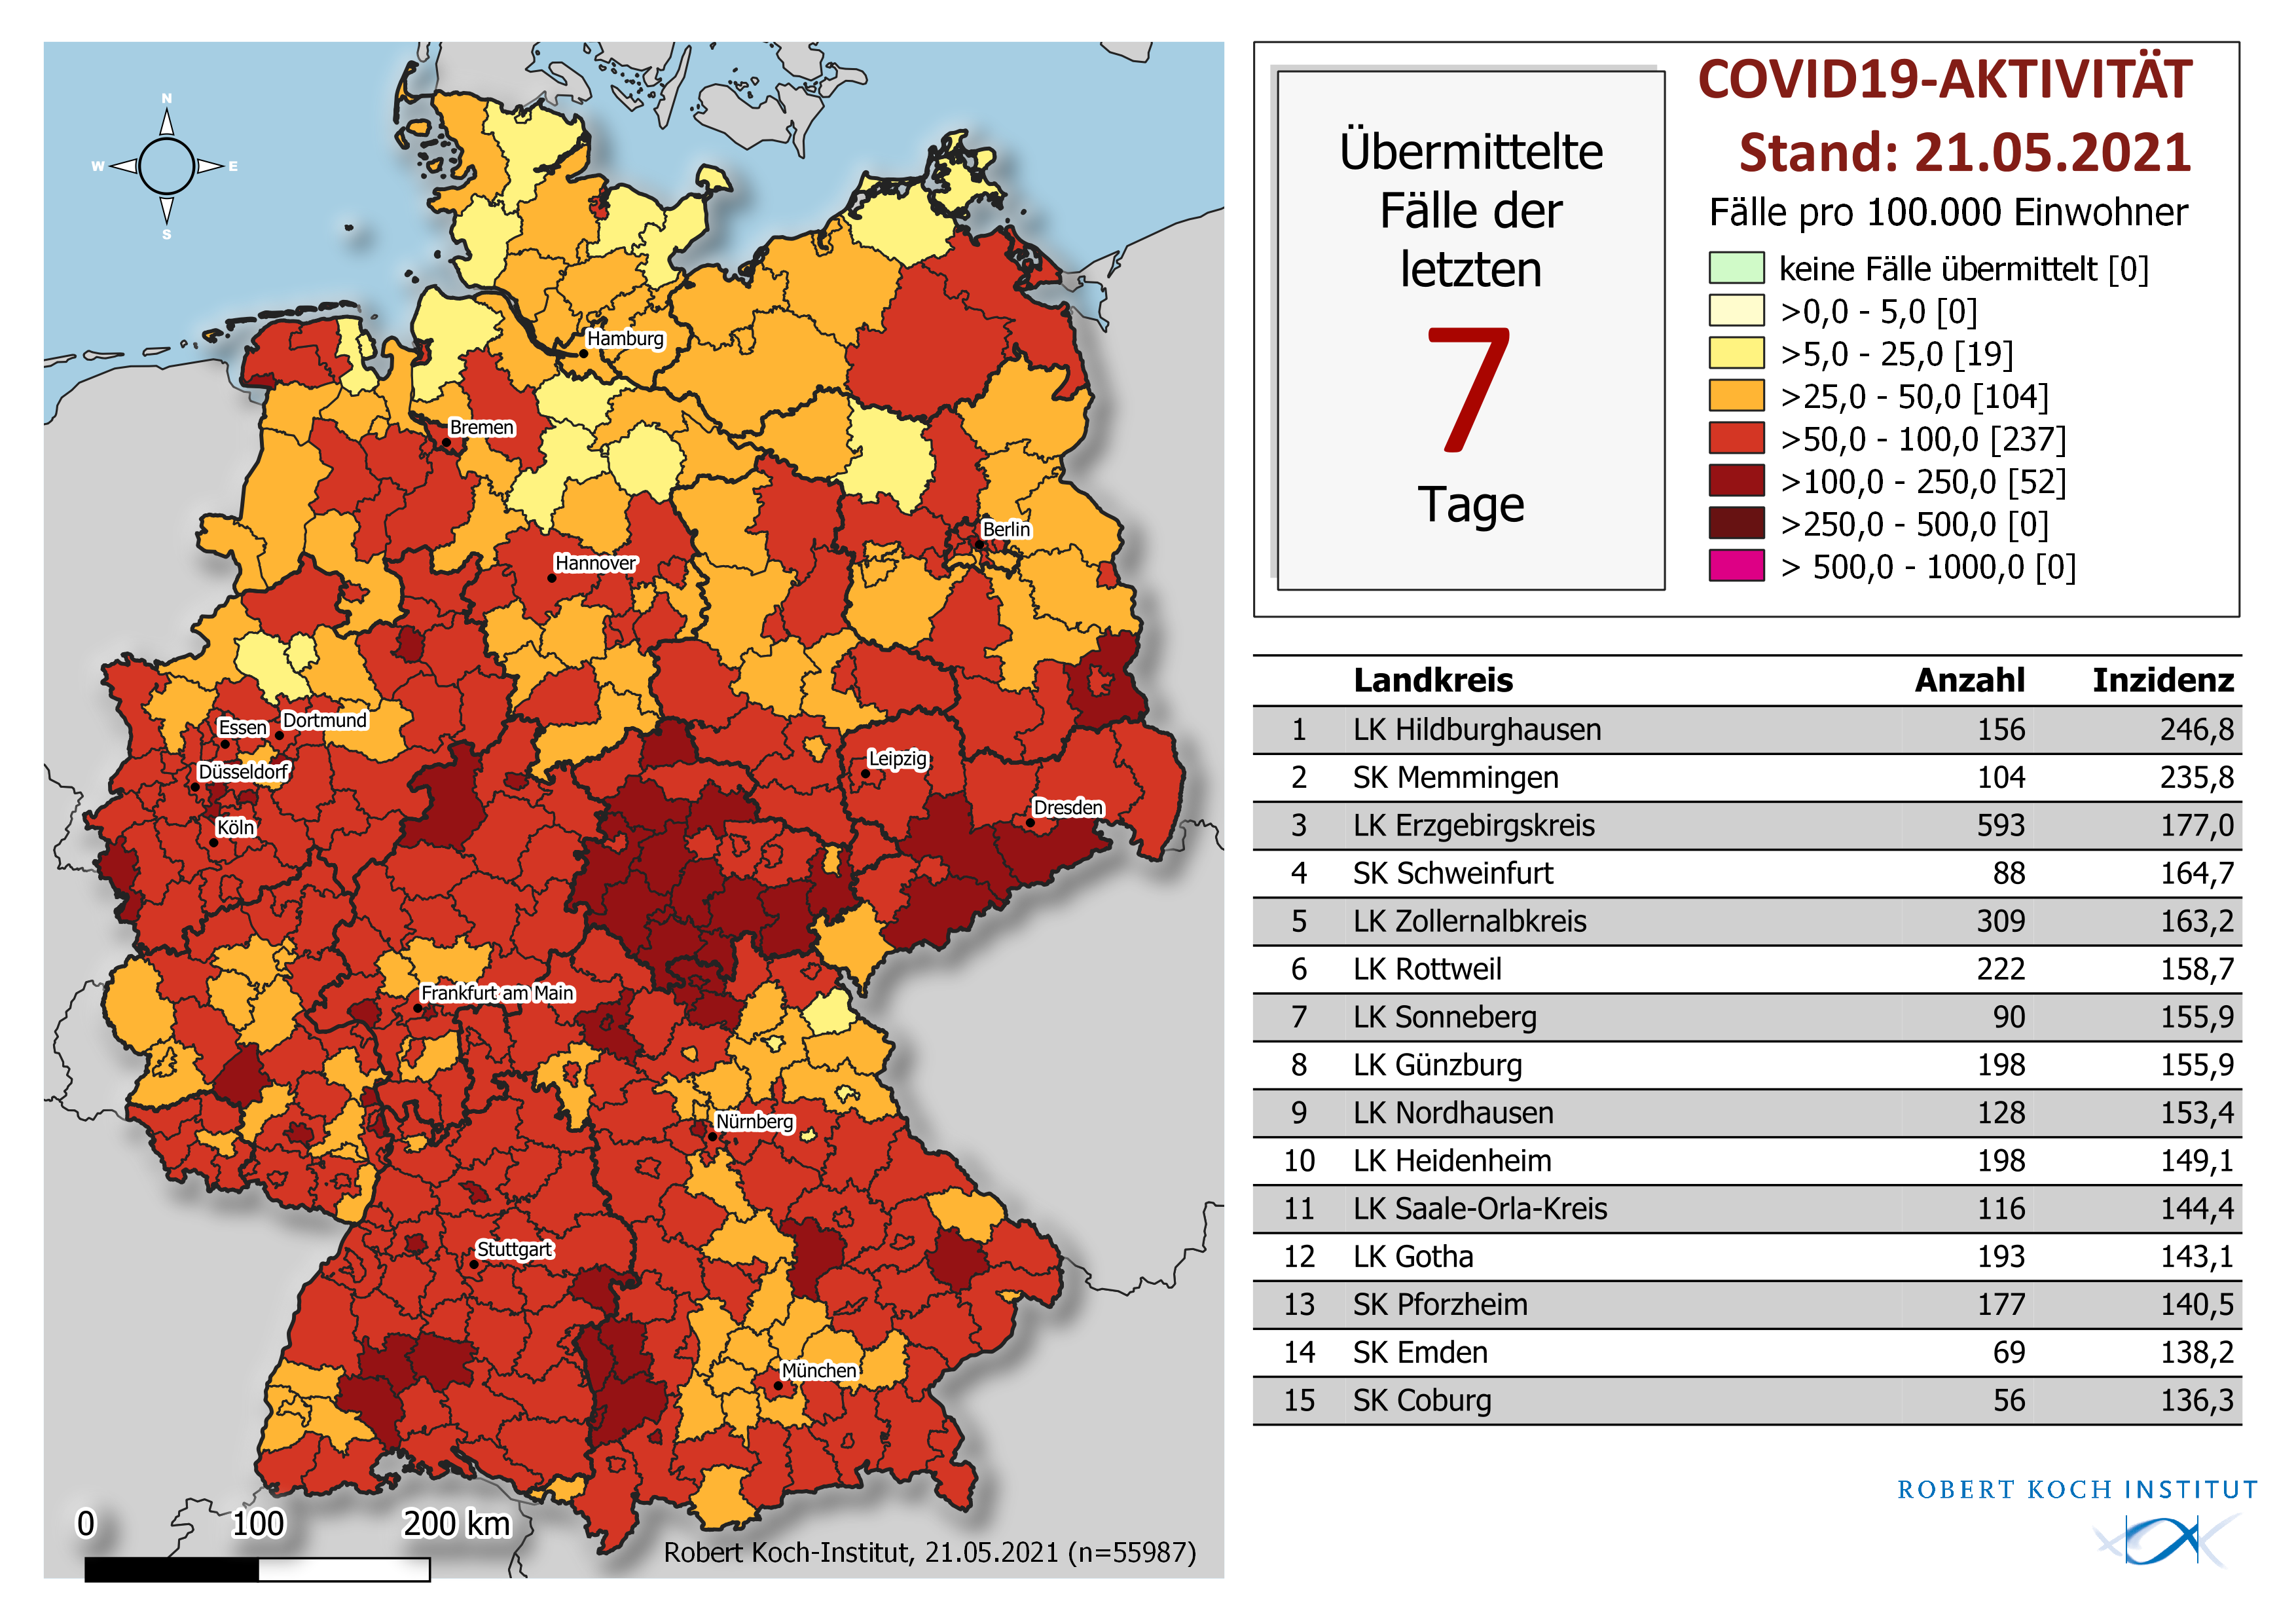 N
W
E
S
Hamburg
Bremen
Berlin
Hannover
Essen
Dortmund
Düsseldorf
Leipzig
Köln
Dresden
Frankfurt am Main
Nürnberg
Stuttgart
München
0
100
200 km
Robert Koch-Institut, 21.05.2021 (n=55987)
Übermittelte
Fälle der
letzten
7
Tage
COVID19-AKTIVITÄT
Stand: 21.05.2021
Fälle pro 100.000 Einwohner
keine Fälle übermittelt [0]
>0,0 - 5,0 [0]
>5,0 - 25,0 [19]
>25,0 - 50,0 [104]
>50,0 - 100,0 [237]
>100,0 - 250,0 [52]
>250,0 - 500,0 [0]
> 500,0 - 1000,0 [0]
Landkreis Anzahl Inzidenz
1 LK Hildburghausen 156 246,8
2 SK Memmingen 104 235,8
3 LK Erzgebirgskreis 593 177,0
4 SK Schweinfurt 88 164,7
5 LK Zollernalbkreis 309 163,2
6 LK Rottweil 222 158,7
7 LK Sonneberg 90 155,9
8 LK Günzburg 198 155,9
9 LK Nordhausen 128 153,4
10 LK Heidenheim 198 149,1
11 LK Saale-Orla-Kreis 116 144,4
12 LK Gotha 193 143,1
13 SK Pforzheim 177 140,5
14 SK Emden 69 138,2
15 SK Coburg 56 136,3
ROBERT KOCH INSTITUT